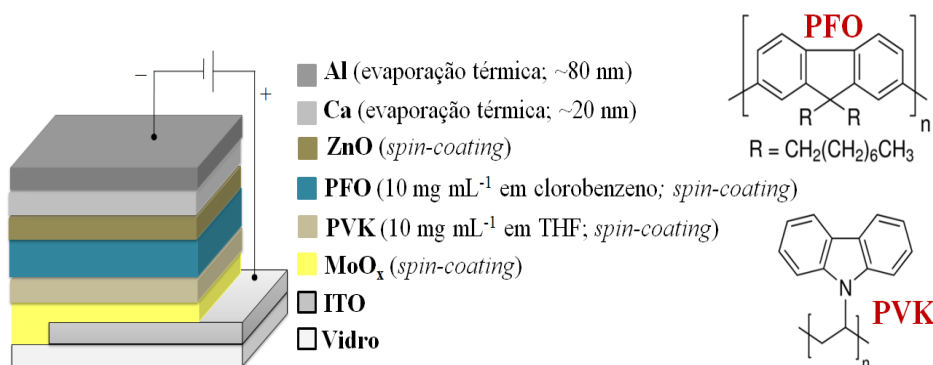 −
+
Al (evaporação térmica; ~80 nm)
Ca (evaporação térmica; ~20 nm)
ZnO (spin-coating)
PFO (10 mg mL⁻¹ em clorobenzeno; spin-coating)
PVK (10 mg mL⁻¹ em THF; spin-coating)
MoOₓ (spin-coating)
ITO
Vidro
PFO
R R
n
R = CH₂(CH₂)₆CH₃
N
PVK
n